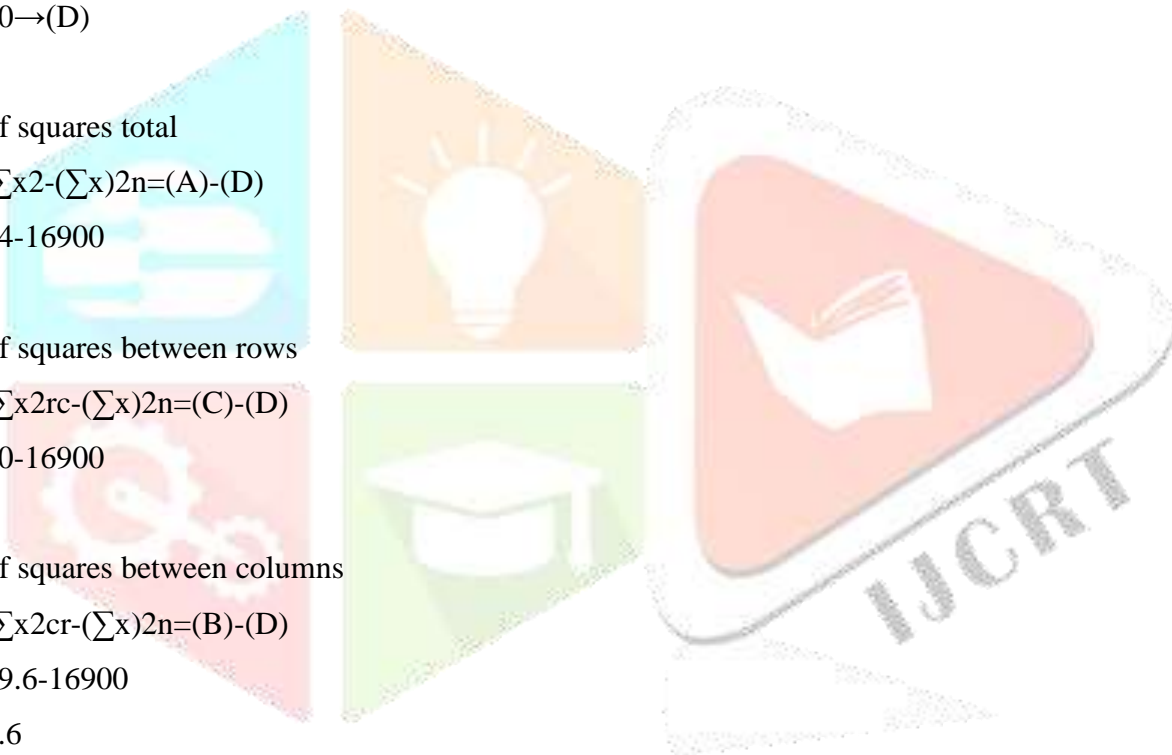 0→(D)
f squares total
∑x2-(∑x)2n=(A)-(D)
4-16900
f squares between rows
∑x2rc-(∑x)2n=(C)-(D)
0-16900
f squares between columns
∑x2cr-(∑x)2n=(B)-(D)
9.6-16900
.6
IJCRT